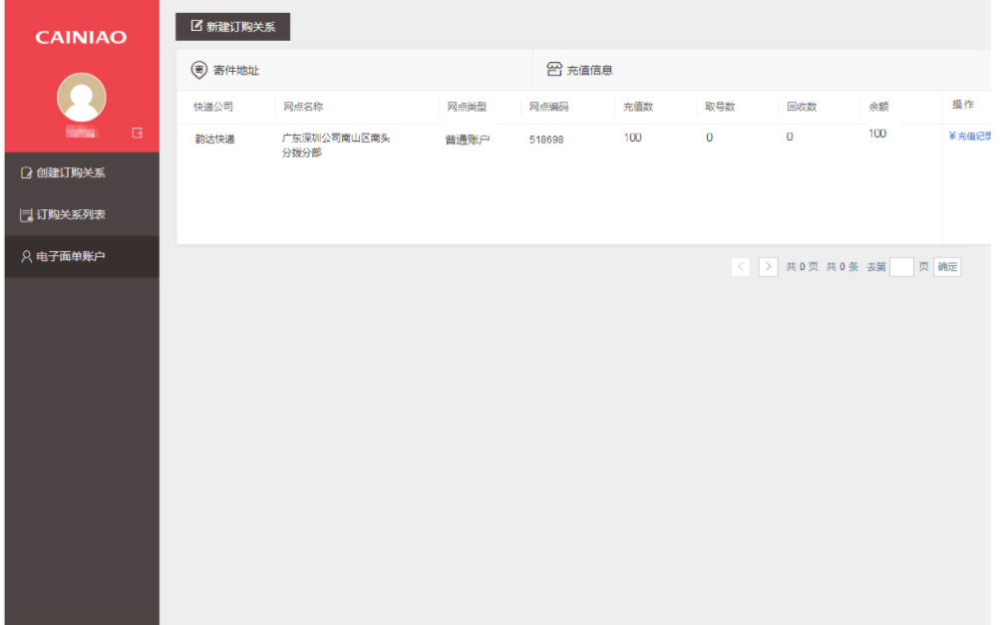 CAINIAO
创建订购关系
订购关系列表
电子面单账户
新建订购关系
寄 寄件地址
充值信息
快递公司 网点名称 网点类型 网点编码 充值数 取号数 回收数 余额 操作
韵达快递 广东深圳公司南山区南头 普通账户 518698 100 0 0 100 ¥充值记录
分拨分部
< > 共 0 页 共 0 条 去第 页 确定